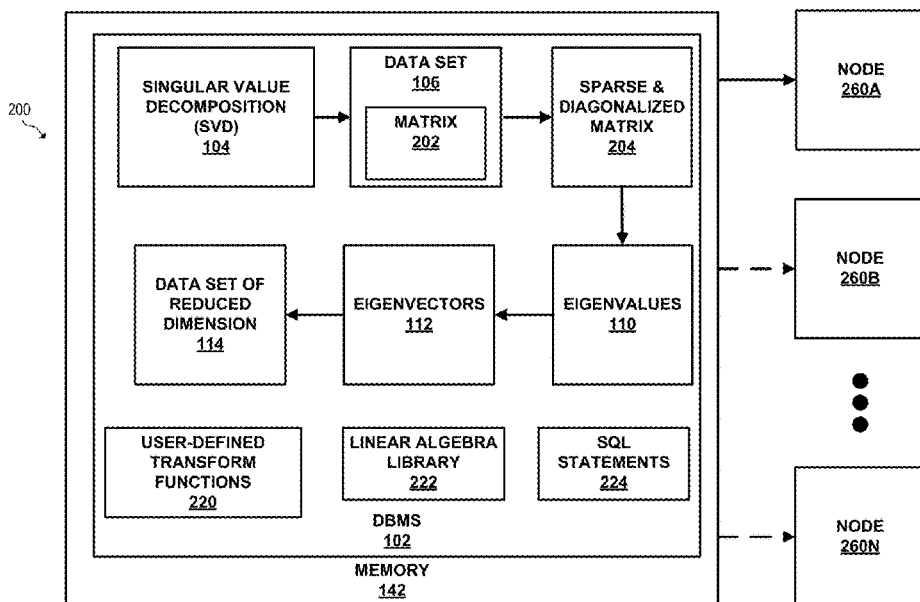 200
SINGULAR VALUE
DECOMPOSITION
(SVD)
104
DATA SET
106
MATRIX
202
SPARSE &
DIAGONALIZED
MATRIX
204
NODE
260A
DATA SET OF
REDUCED
DIMENSION
114
EIGENVECTORS
112
EIGENVALUES
110
NODE
260B
USER-DEFINED
TRANSFORM
FUNCTIONS
220
LINEAR ALGEBRA
LIBRARY
222
SQL
STATEMENTS
224
NODE
260N
DBMS
102
MEMORY
142